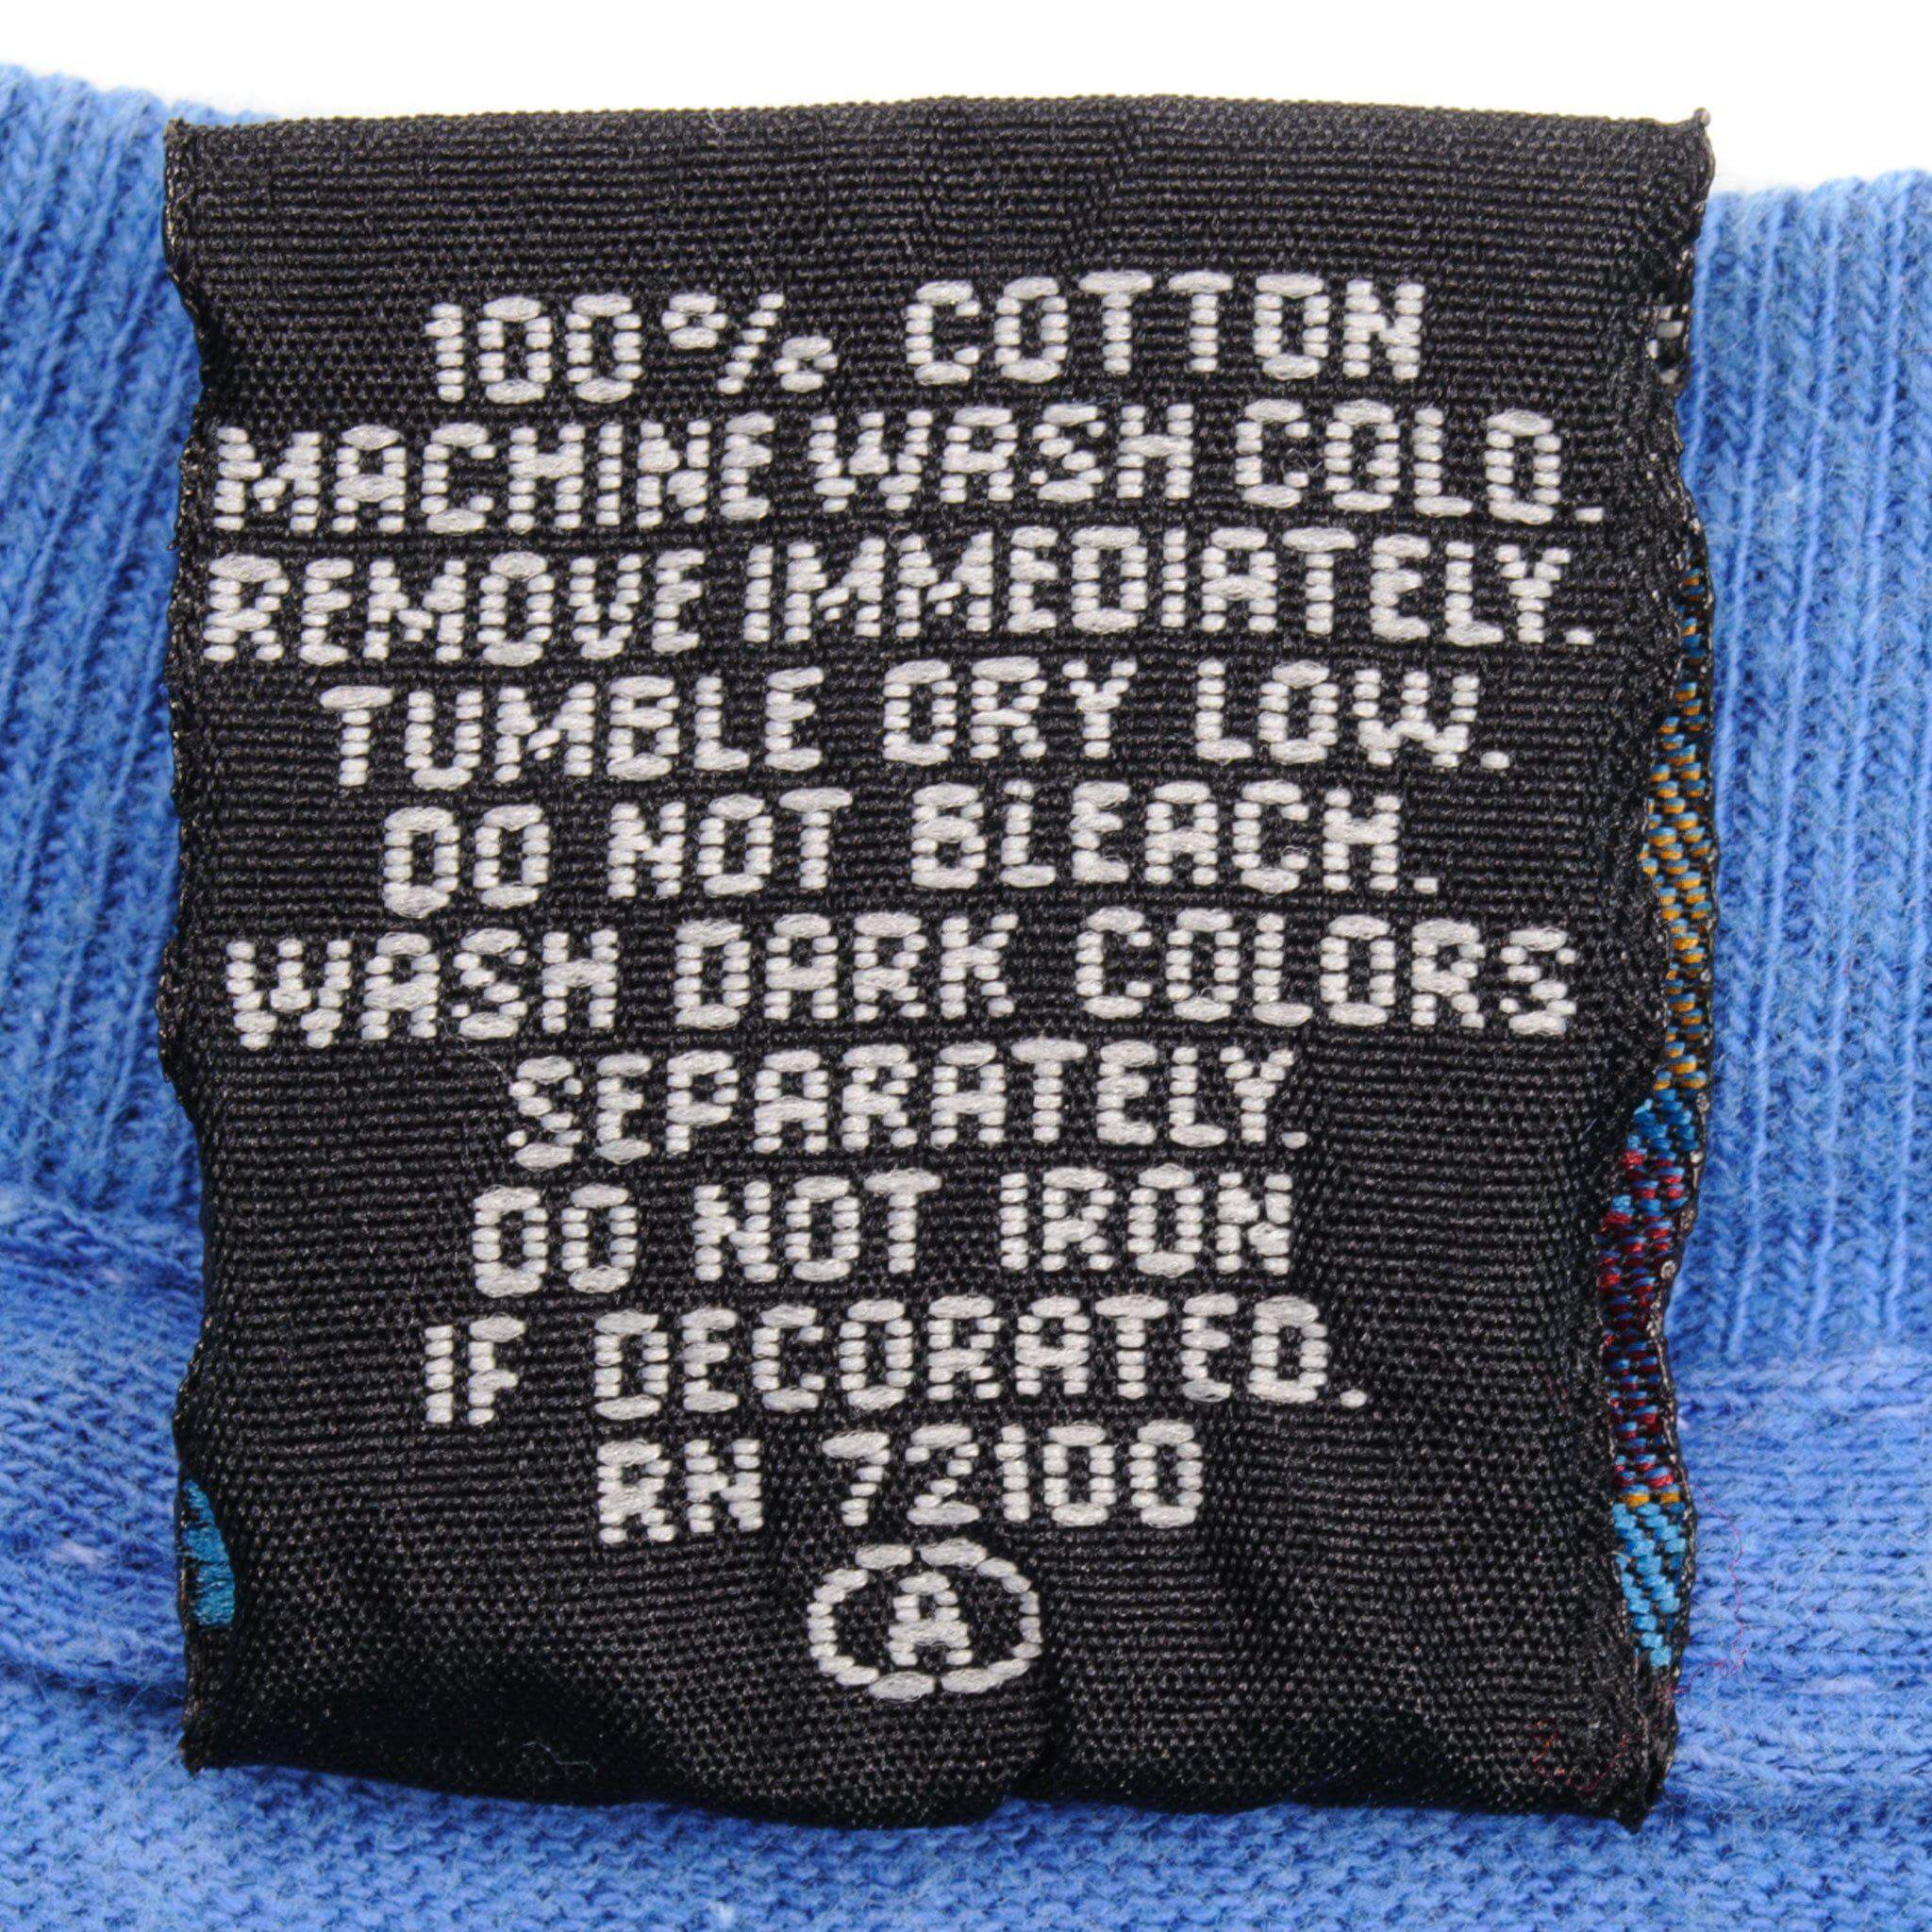 100% COTTON
MACHINE WASH COLD.
REMOVE IMMEDIATELY.
TUMBLE DRY LOW.
DO NOT BLEACH.
WASH DARK COLORS
SEPARATELY.
DO NOT IRON
IF DECORATED.
RN 72100
A